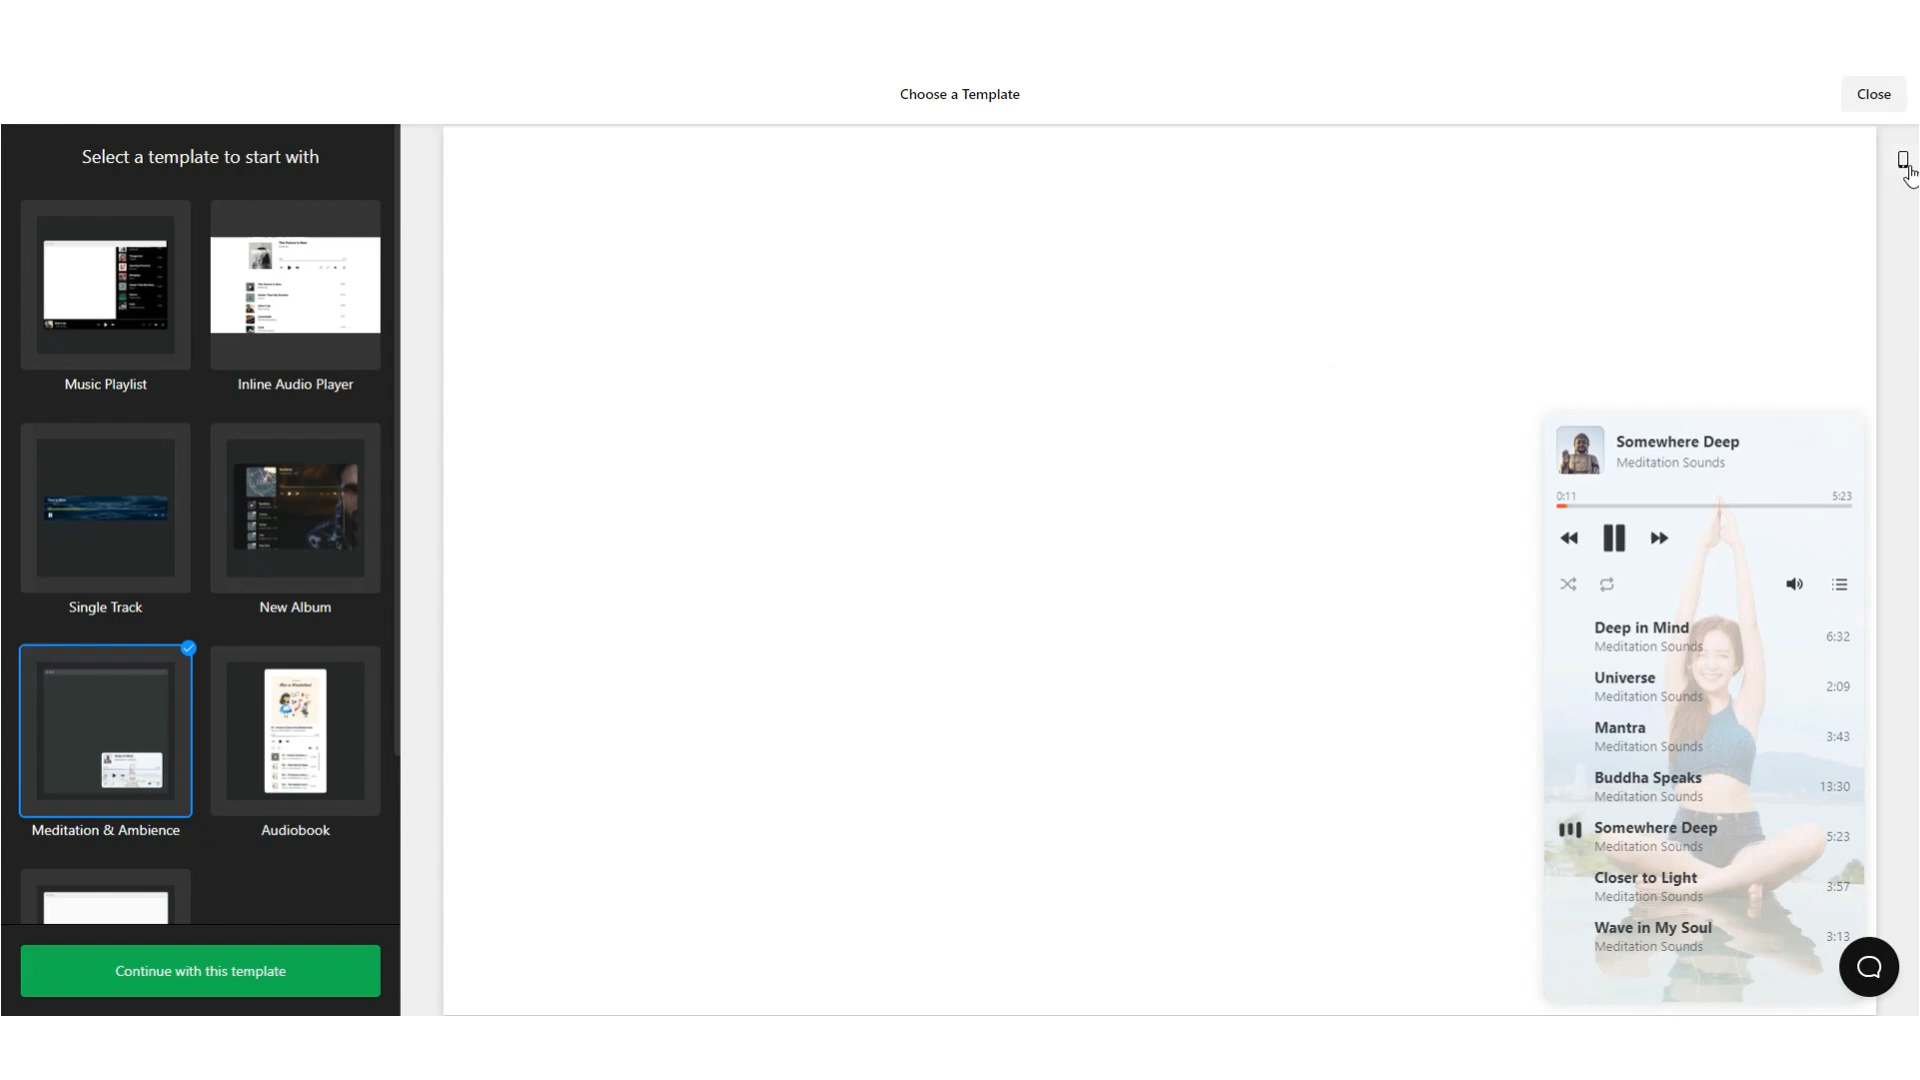 Choose a Template
Close
Select a template to start with
Music Playlist
Inline Audio Player
Single Track
New Album
Meditation & Ambience
Audiobook
Continue with this template
Somewhere Deep
Meditation Sounds
0:11
5:23
Deep in Mind
Meditation Sounds
6:32
Universe
Meditation Sounds
2:09
Mantra
Meditation Sounds
3:43
Buddha Speaks
Meditation Sounds
13:30
Somewhere Deep
Meditation Sounds
5:23
Closer to Light
Meditation Sounds
3:57
Wave in My Soul
Meditation Sounds
3:13